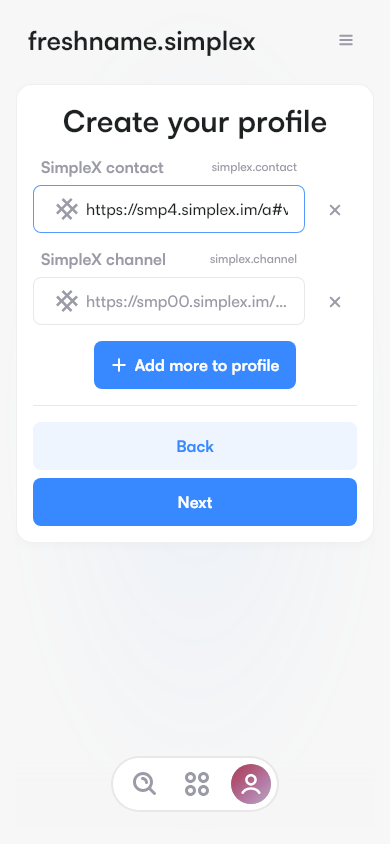 freshname.simplex
Create your profile
SimpleX contact simplex.contact
https://smp4.simplex.im/a#
SimpleX channel simplex.channel
https://smp00.simplex.im/...
Add more to profile
Back
Next